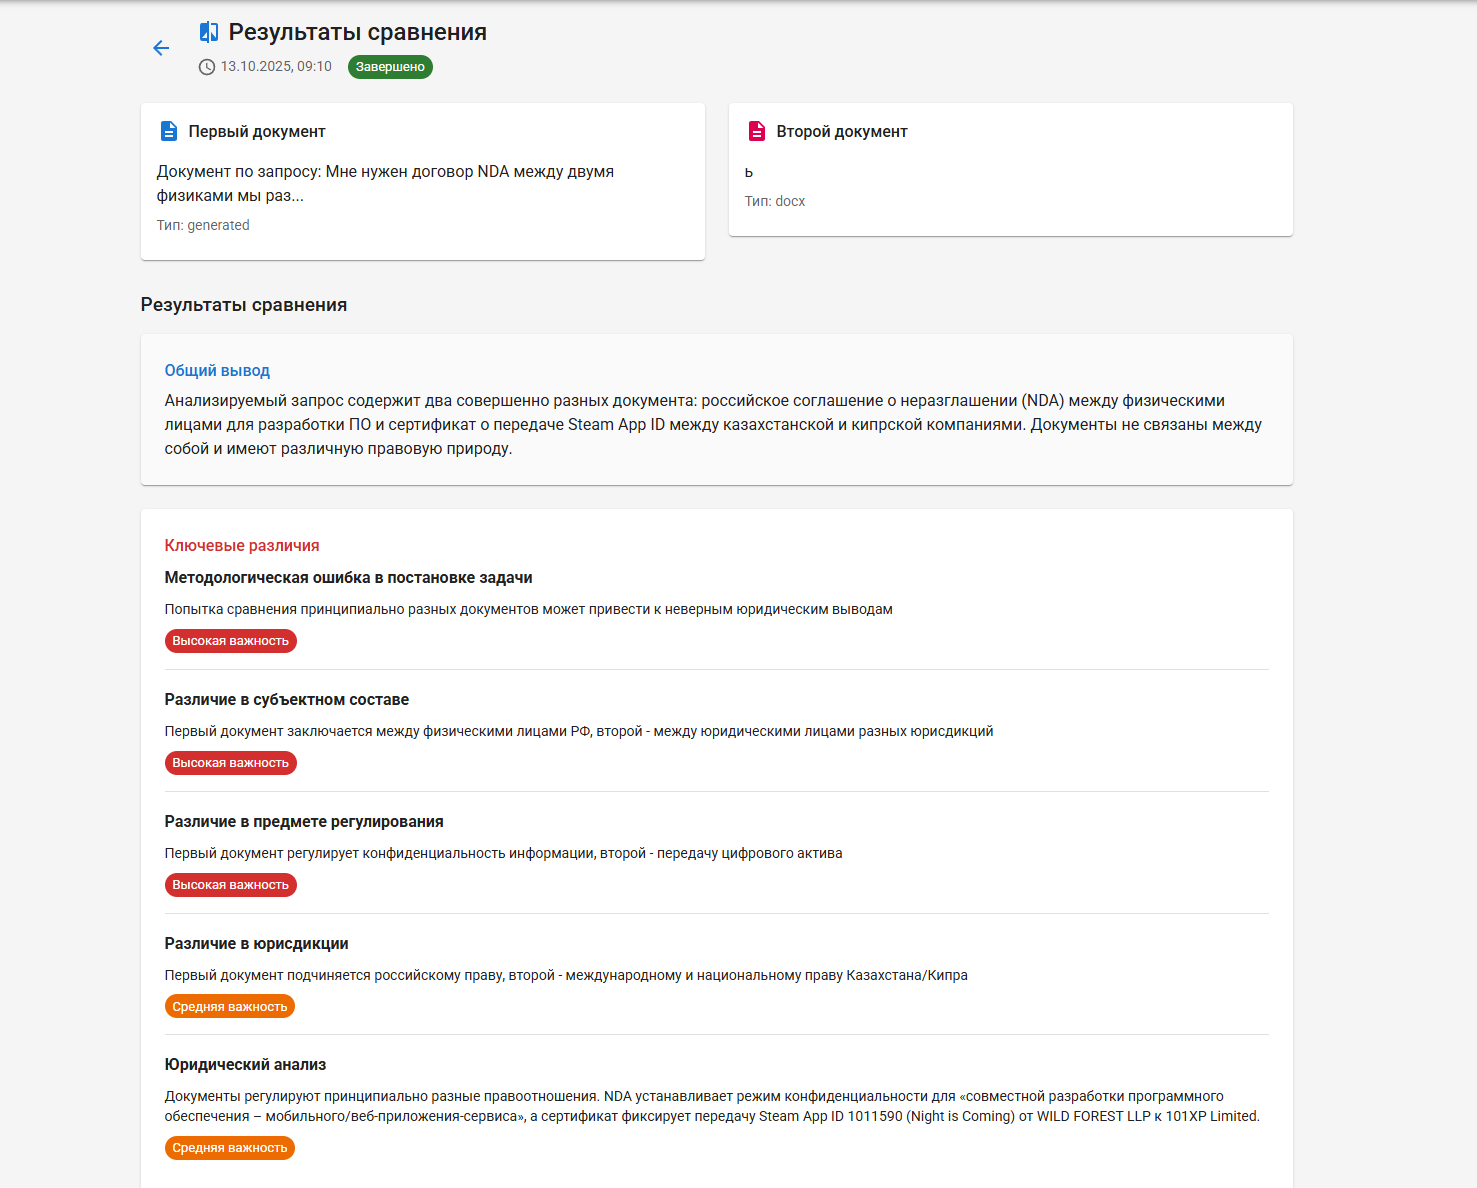 Результаты сравнения
13.10.2025, 09:10 Завершено
Первый документ
Документ по запросу: Мне нужен договор NDA между двумя
физиками мы раз...
Тип: generated
Второй документ
ь
Тип: docx
Результаты сравнения
Общий вывод
Анализируемый запрос содержит два совершенно разных документа: российское соглашение о неразглашении (NDA) между физическими
лицами для разработки ПО и сертификат о передаче Steam App ID между казахстанской и кипрской компаниями. Документы не связаны между
собой и имеют различную правовую природу.
Ключевые различия
Методологическая ошибка в постановке задачи
Попытка сравнения принципиально разных документов может привести к неверным юридическим выводам
Высокая важность
Различие в субъектном составе
Первый документ заключается между физическими лицами РФ, второй - между юридическими лицами разных юрисдикций
Высокая важность
Различие в предмете регулирования
Первый документ регулирует конфиденциальность информации, второй - передачу цифрового актива
Высокая важность
Различие в юрисдикции
Первый документ подчиняется российскому праву, второй - международному и национальному праву Казахстана/Кипра
Средняя важность
Юридический анализ
Документы регулируют принципиально разные правоотношения. NDA устанавливает режим конфиденциальности для «совместной разработки программного
обеспечения – мобильного/веб-приложения-сервиса», а сертификат фиксирует передачу Steam App ID 1011590 (Night is Coming) от WILD FOREST LLP к 101XP Limited.
Средняя важность